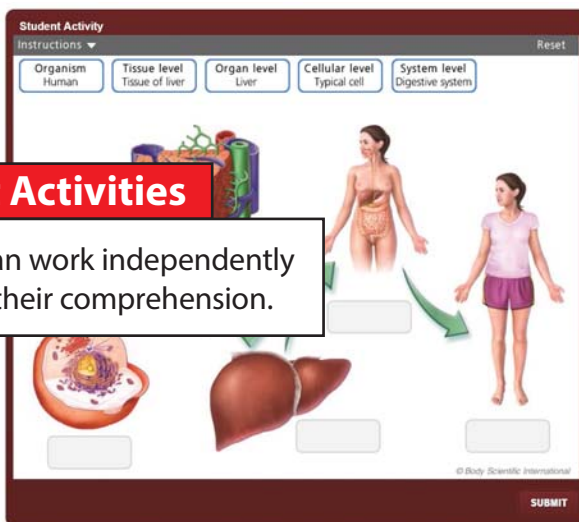 Student Activity
Instructions Reset
Organism Tissue level Organ level Cellular level System level
Human Tissue of liver Liver Typical cell Digestive system
Activities
work independently
their comprehension.
© Body Scientific International
SUBMIT